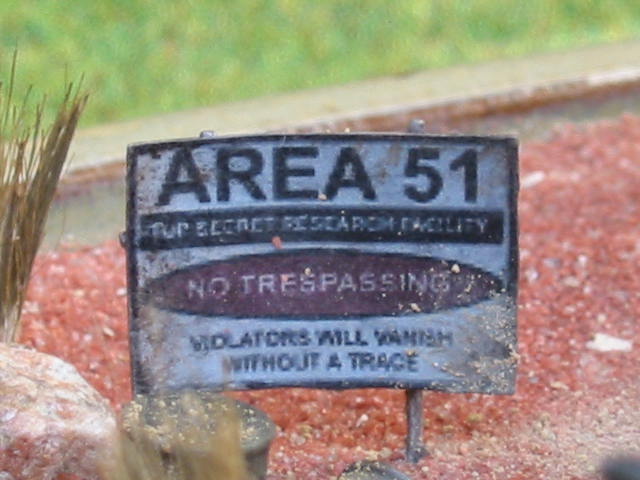 AREA 51
TOP SECRET RESEARCH FACILITY
NO TRESPASSING
VIOLATORS WILL VANISH
WITHOUT A TRACE